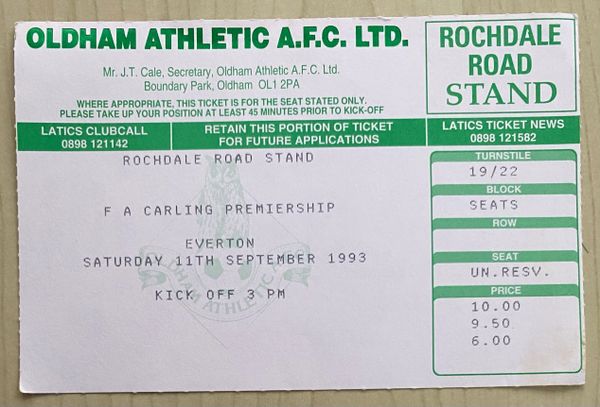 OLDHAM ATHLETIC A.F.C. LTD.
Mr. J.T. Cale, Secretary, Oldham Athletic A.F.C. Ltd.
Boundary Park, Oldham OL1 2PA
WHERE APPROPRIATE, THIS TICKET IS FOR THE SEAT STATED ONLY.
PLEASE TAKE UP YOUR POSITION AT LEAST 45 MINUTES PRIOR TO KICK-OFF
ROCHDALE
ROAD
STAND
LATICS CLUBCALL
0898 121142
RETAIN THIS PORTION OF TICKET
FOR FUTURE APPLICATIONS
LATICS TICKET NEWS
0898 121582
ROCHDALE ROAD STAND
F A CARLING PREMIERSHIP
EVERTON
SATURDAY 11TH SEPTEMBER 1993
KICK OFF 3 PM
OLDHAM ATHLETIC A.F.C.
TURNSTILE
19/22
BLOCK
SEATS
ROW
SEAT
UN.RESV.
PRICE
10.00
9.50
6.00